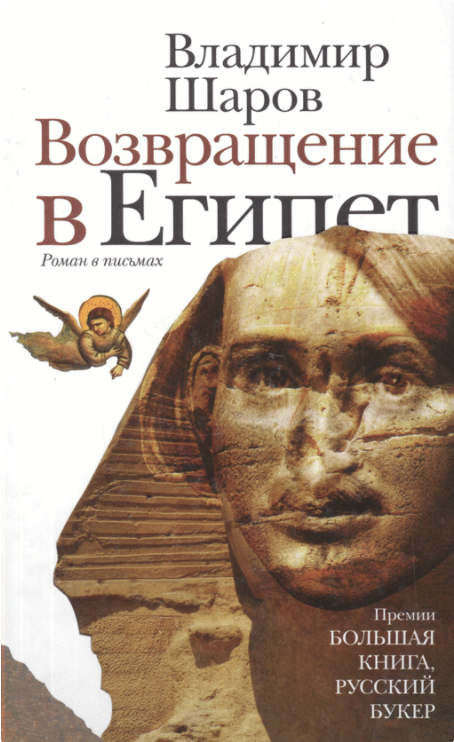 Владимир
Шаров
Возвращение
в Египет
Роман в письмах
Премии
БОЛЬШАЯ
КНИГА,
РУССКИЙ
БУКЕР